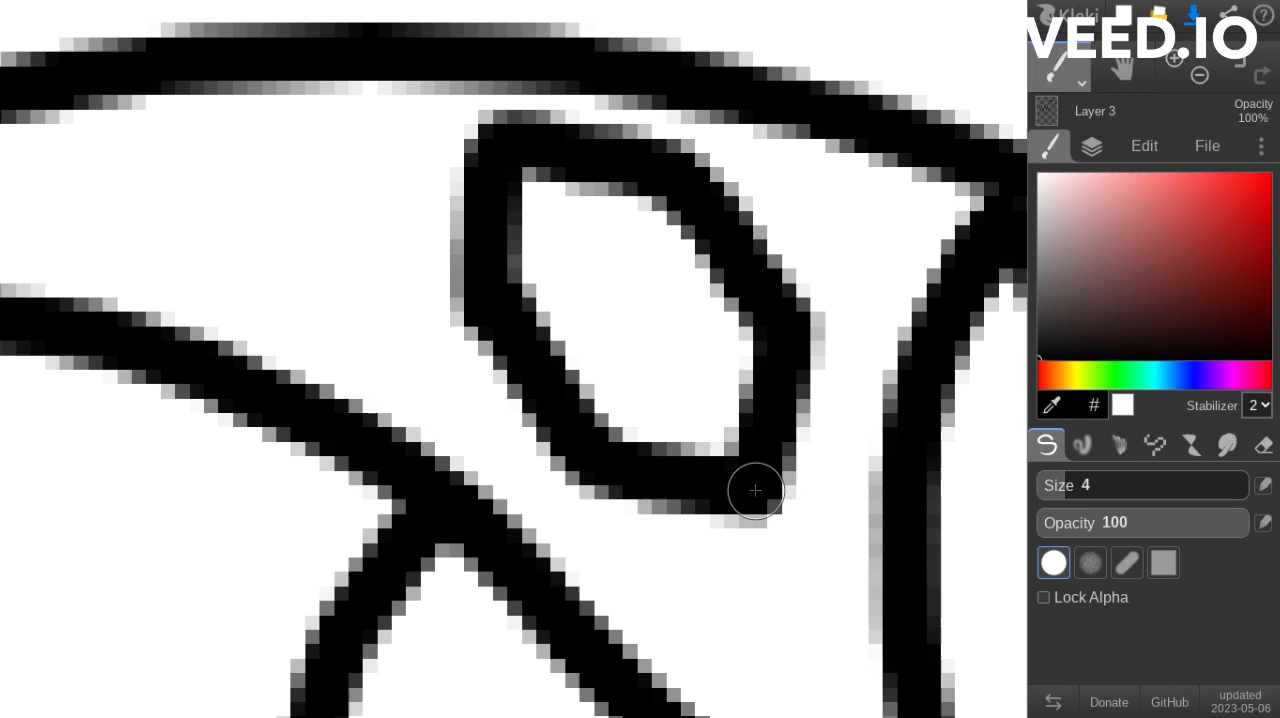 Kleki
VEED.IO
Layer 3
Opacity
100%
Edit
File
#
Stabilizer
2
Size 4
Opacity 100
Lock Alpha
Donate
GitHub
updated
2023-05-06